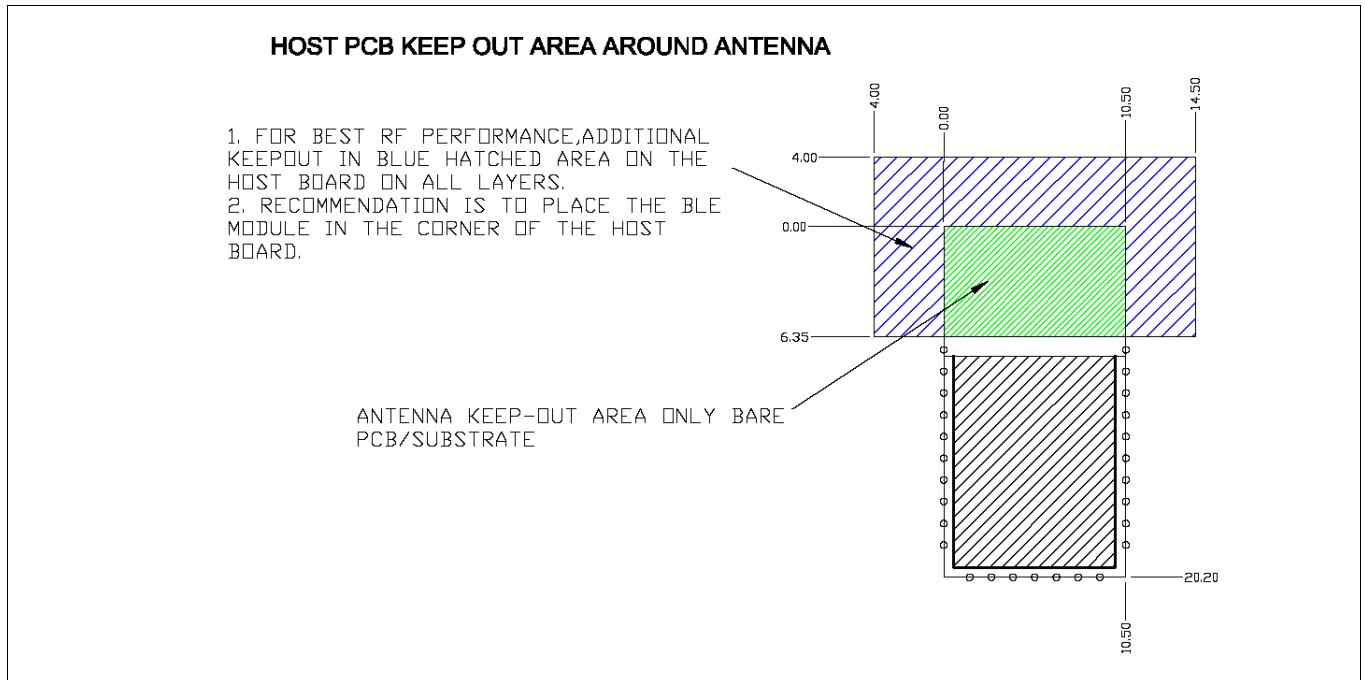 HOST PCB KEEP OUT AREA AROUND ANTENNA
1. FOR BEST RF PERFORMANCE,ADDITIONAL
KEEPOUT IN BLUE HATCHED AREA ON THE
HOST BOARD ON ALL LAYERS.
2. RECOMMENDATION IS TO PLACE THE BLE
MODULE IN THE CORNER OF THE HOST
BOARD.
4.00
0.00
10.50
14.50
4.00
0.00
6.35
ANTENNA KEEP-OUT AREA ONLY BARE
PCB/SUBSTRATE
20.20
10.50